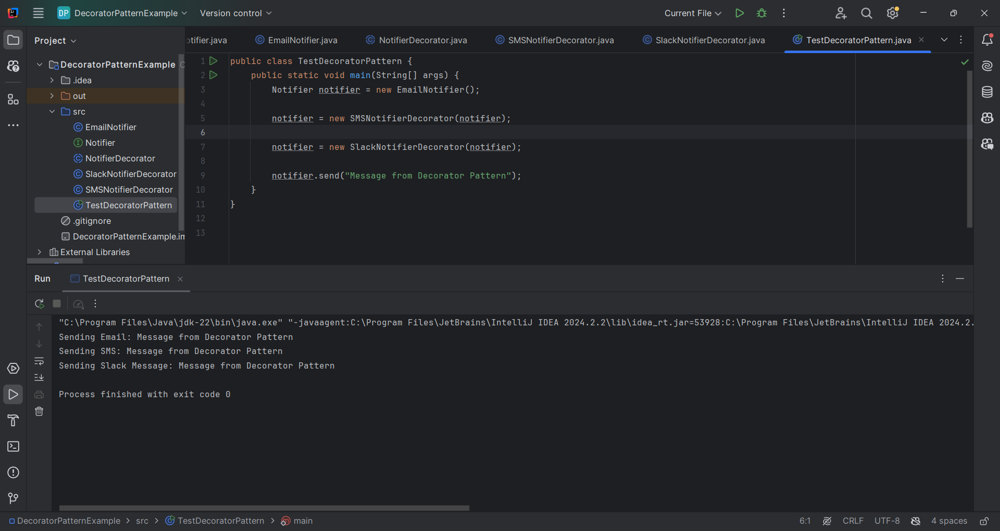 DP DecoratorPatternExample Version control Current File
Project
otifier.java EmailNotifier.java NotifierDecorator.java SMSNotifierDecorator.java SlackNotifierDecorator.java TestDecoratorPattern.java
DecoratorPatternExample
.idea
out
src
EmailNotifier
Notifier
NotifierDecorator
SlackNotifierDecorator
SMSNotifierDecorator
TestDecoratorPattern
.gitignore
DecoratorPatternExample.im
External Libraries
1 public class TestDecoratorPattern {
2 public static void main(String[] args) {
3 Notifier notifier = new EmailNotifier();
4
5 notifier = new SMSNotifierDecorator(notifier);
6
7 notifier = new SlackNotifierDecorator(notifier);
8
9 notifier.send("Message from Decorator Pattern");
10 }
11 }
12
13
Run TestDecoratorPattern
"C:\Program Files\Java\jdk-22\bin\java.exe" "-javaagent:C:\Program Files\JetBrains\IntelliJ IDEA 2024.2.2\lib\idea_rt.jar=53928:C:\Program Files\JetBrains\IntelliJ IDEA 2024.2.
Sending Email: Message from Decorator Pattern
Sending SMS: Message from Decorator Pattern
Sending Slack Message: Message from Decorator Pattern
Process finished with exit code 0
DecoratorPatternExample > src > TestDecoratorPattern > main 6:1 CRLF UTF-8 4 spaces